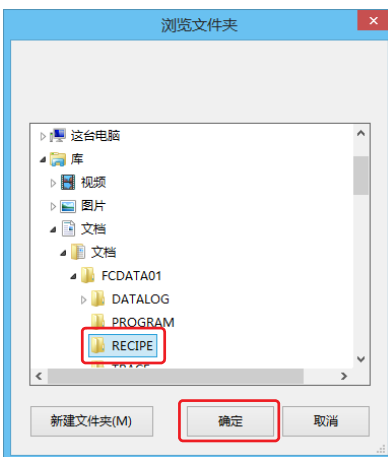 浏览文件夹
这台电脑
库
视频
图片
文档
文档
FCDATA01
DATALOG
PROGRAM
RECIPE
TRACE
新建文件夹(M)
确定
取消